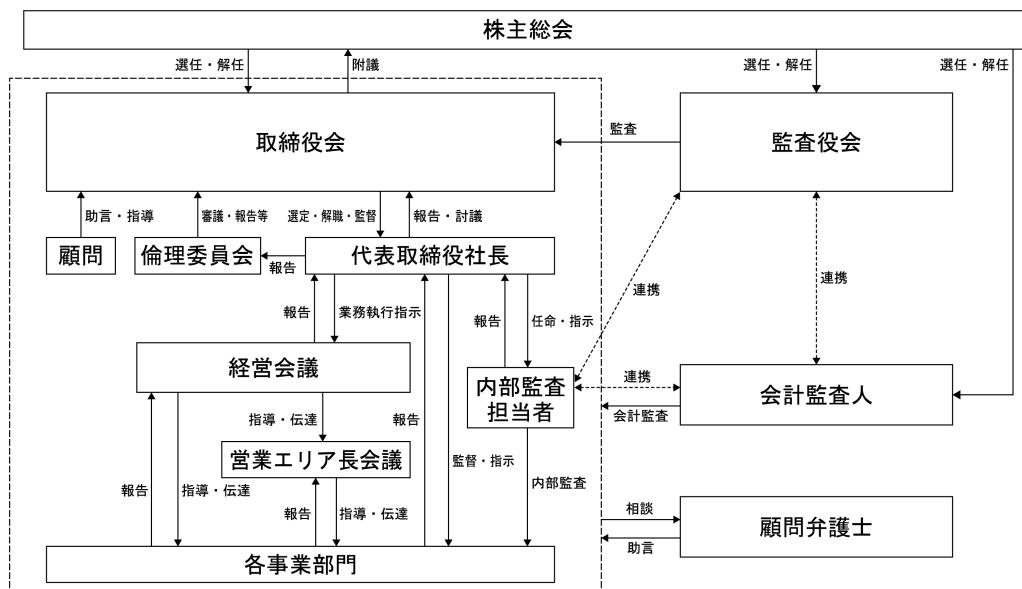 株主総会
選任・解任
附議
選任・解任
選任・解任
取締役会
監査
監査役会
助言・指導
審議・報告等
選定・解職・監督
報告・討議
顧問
倫理委員会
報告
代表取締役社長
連携
連携
報告
業務執行指示
報告
任命・指示
経営会議
内部監査
担当者
連携
会計監査
会計監査人
指導・伝達
報告
営業エリア長会議
監督・指示
内部監査
報告
指導・伝達
報告
指導・伝達
相談
助言
顧問弁護士
各事業部門